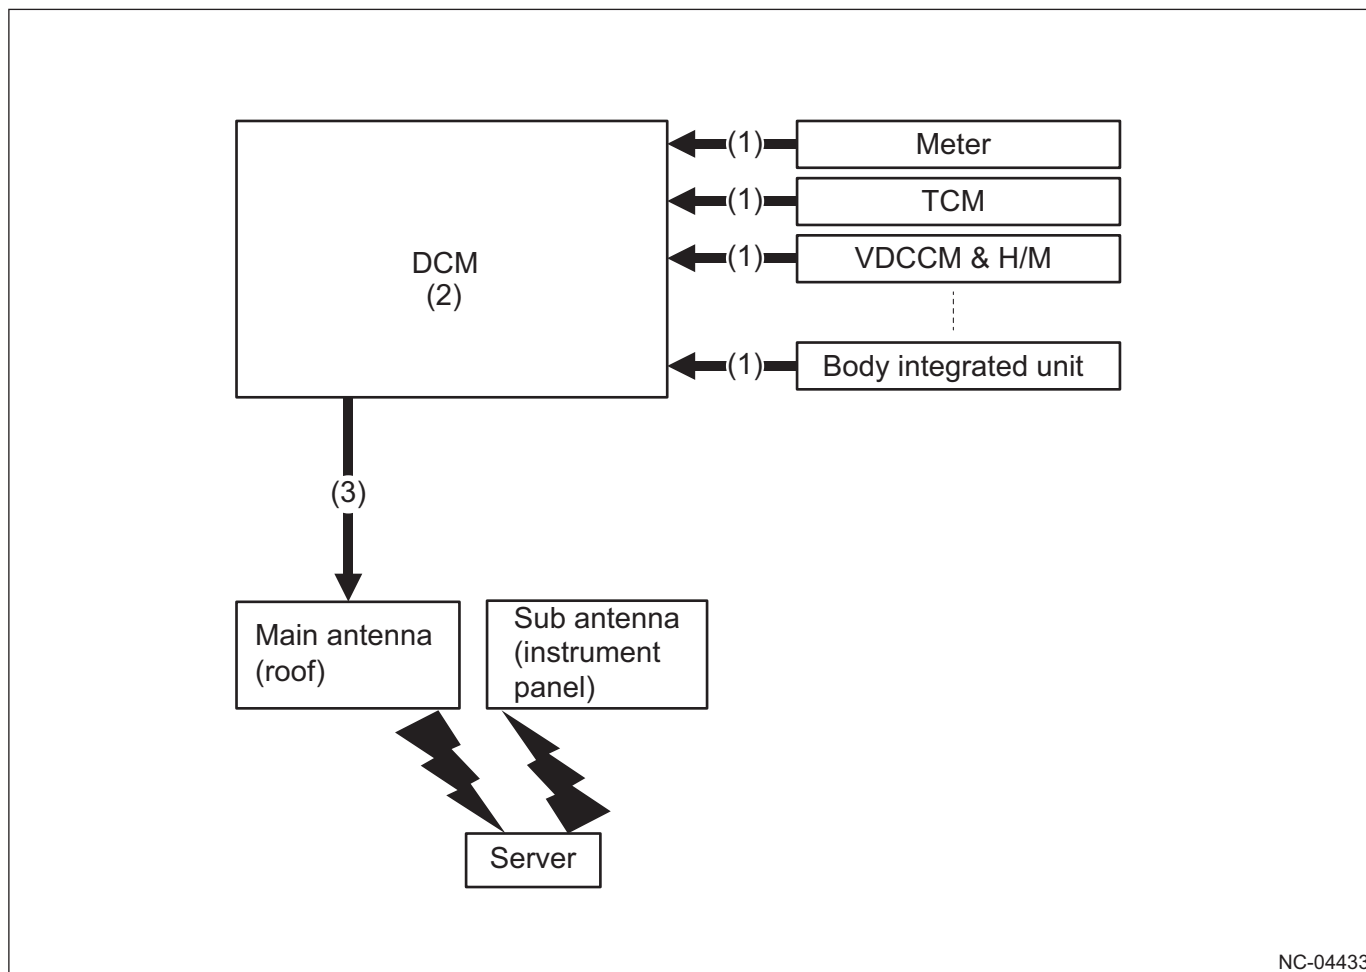 (1)
Meter
(1)
TCM
DCM
(2)
(1)
VDCCM & H/M
(1)
Body integrated unit
(3)
Main antenna
(roof)
Sub antenna
(instrument
panel)
Server
NC-04433